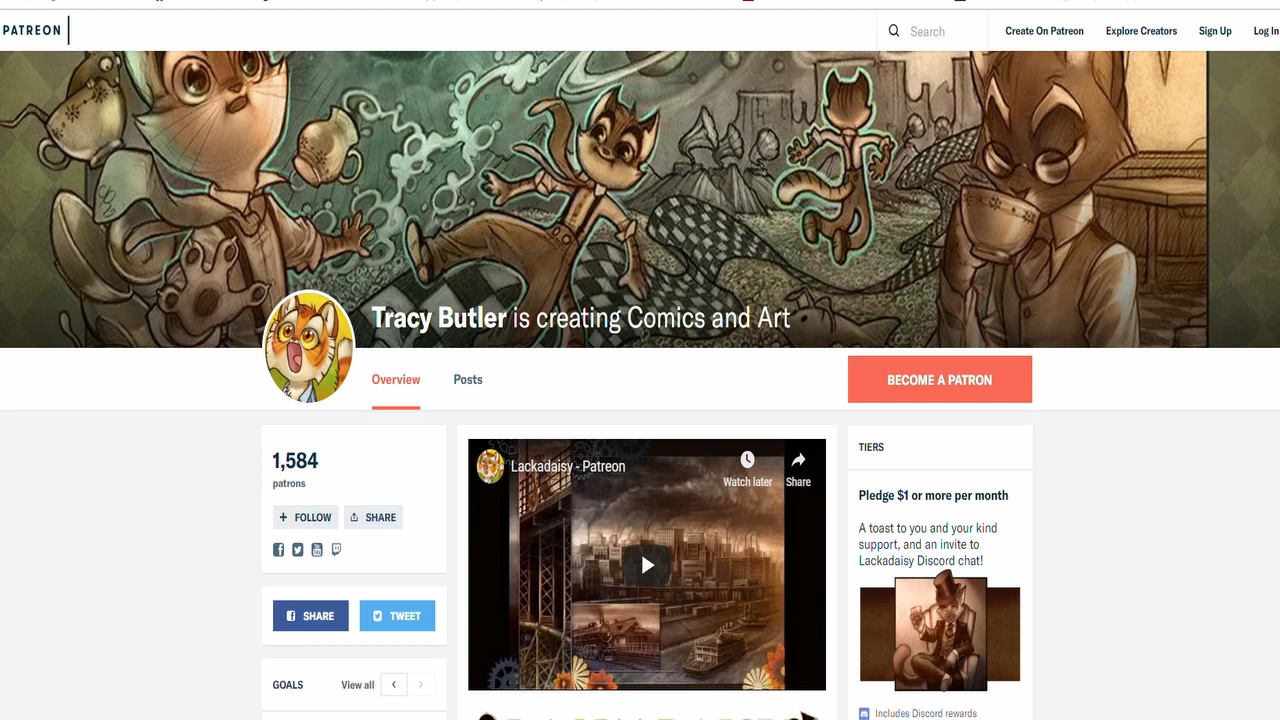 PATREON
Search
Create On Patreon
Explore Creators
Sign Up
Log In
Tracy Butler is creating Comics and Art
Overview
Posts
BECOME A PATRON
1,584
patrons
FOLLOW
SHARE
SHARE
TWEET
GOALS
View all
Lackadaisy - Patreon
Watch later
Share
TIERS
Pledge $1 or more per month
A toast to you and your kind
support, and an invite to
Lackadaisy Discord chat!
Includes Discord rewards